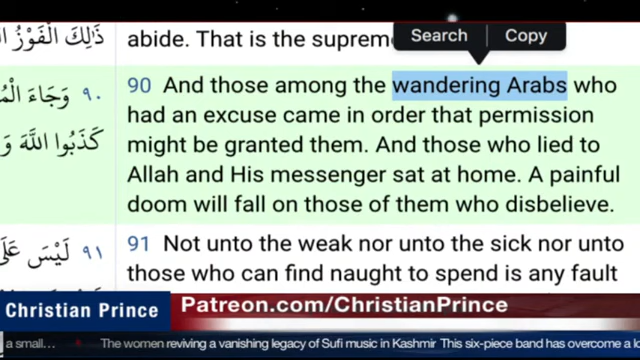 ذَٰلِكَ الْفَوْزُ
abide. That is the supreme
Search
Copy
90 And those among the wandering Arabs who
had an excuse came in order that permission
might be granted them. And those who lied to
Allah and His messenger sat at home. A painful
doom will fall on those of them who disbelieve.
٩٠ وَجَاءَ
كَذَبُوا اللَّهَ وَ
91 Not unto the weak nor unto the sick nor unto
those who can find naught to spend is any fault
٩١ لَيْسَ عَلَى
Christian Prince
Patreon.com/ChristianPrince
a small...
The women reviving a vanishing legacy of Sufi music in Kashmir This six-piece band has overcome a